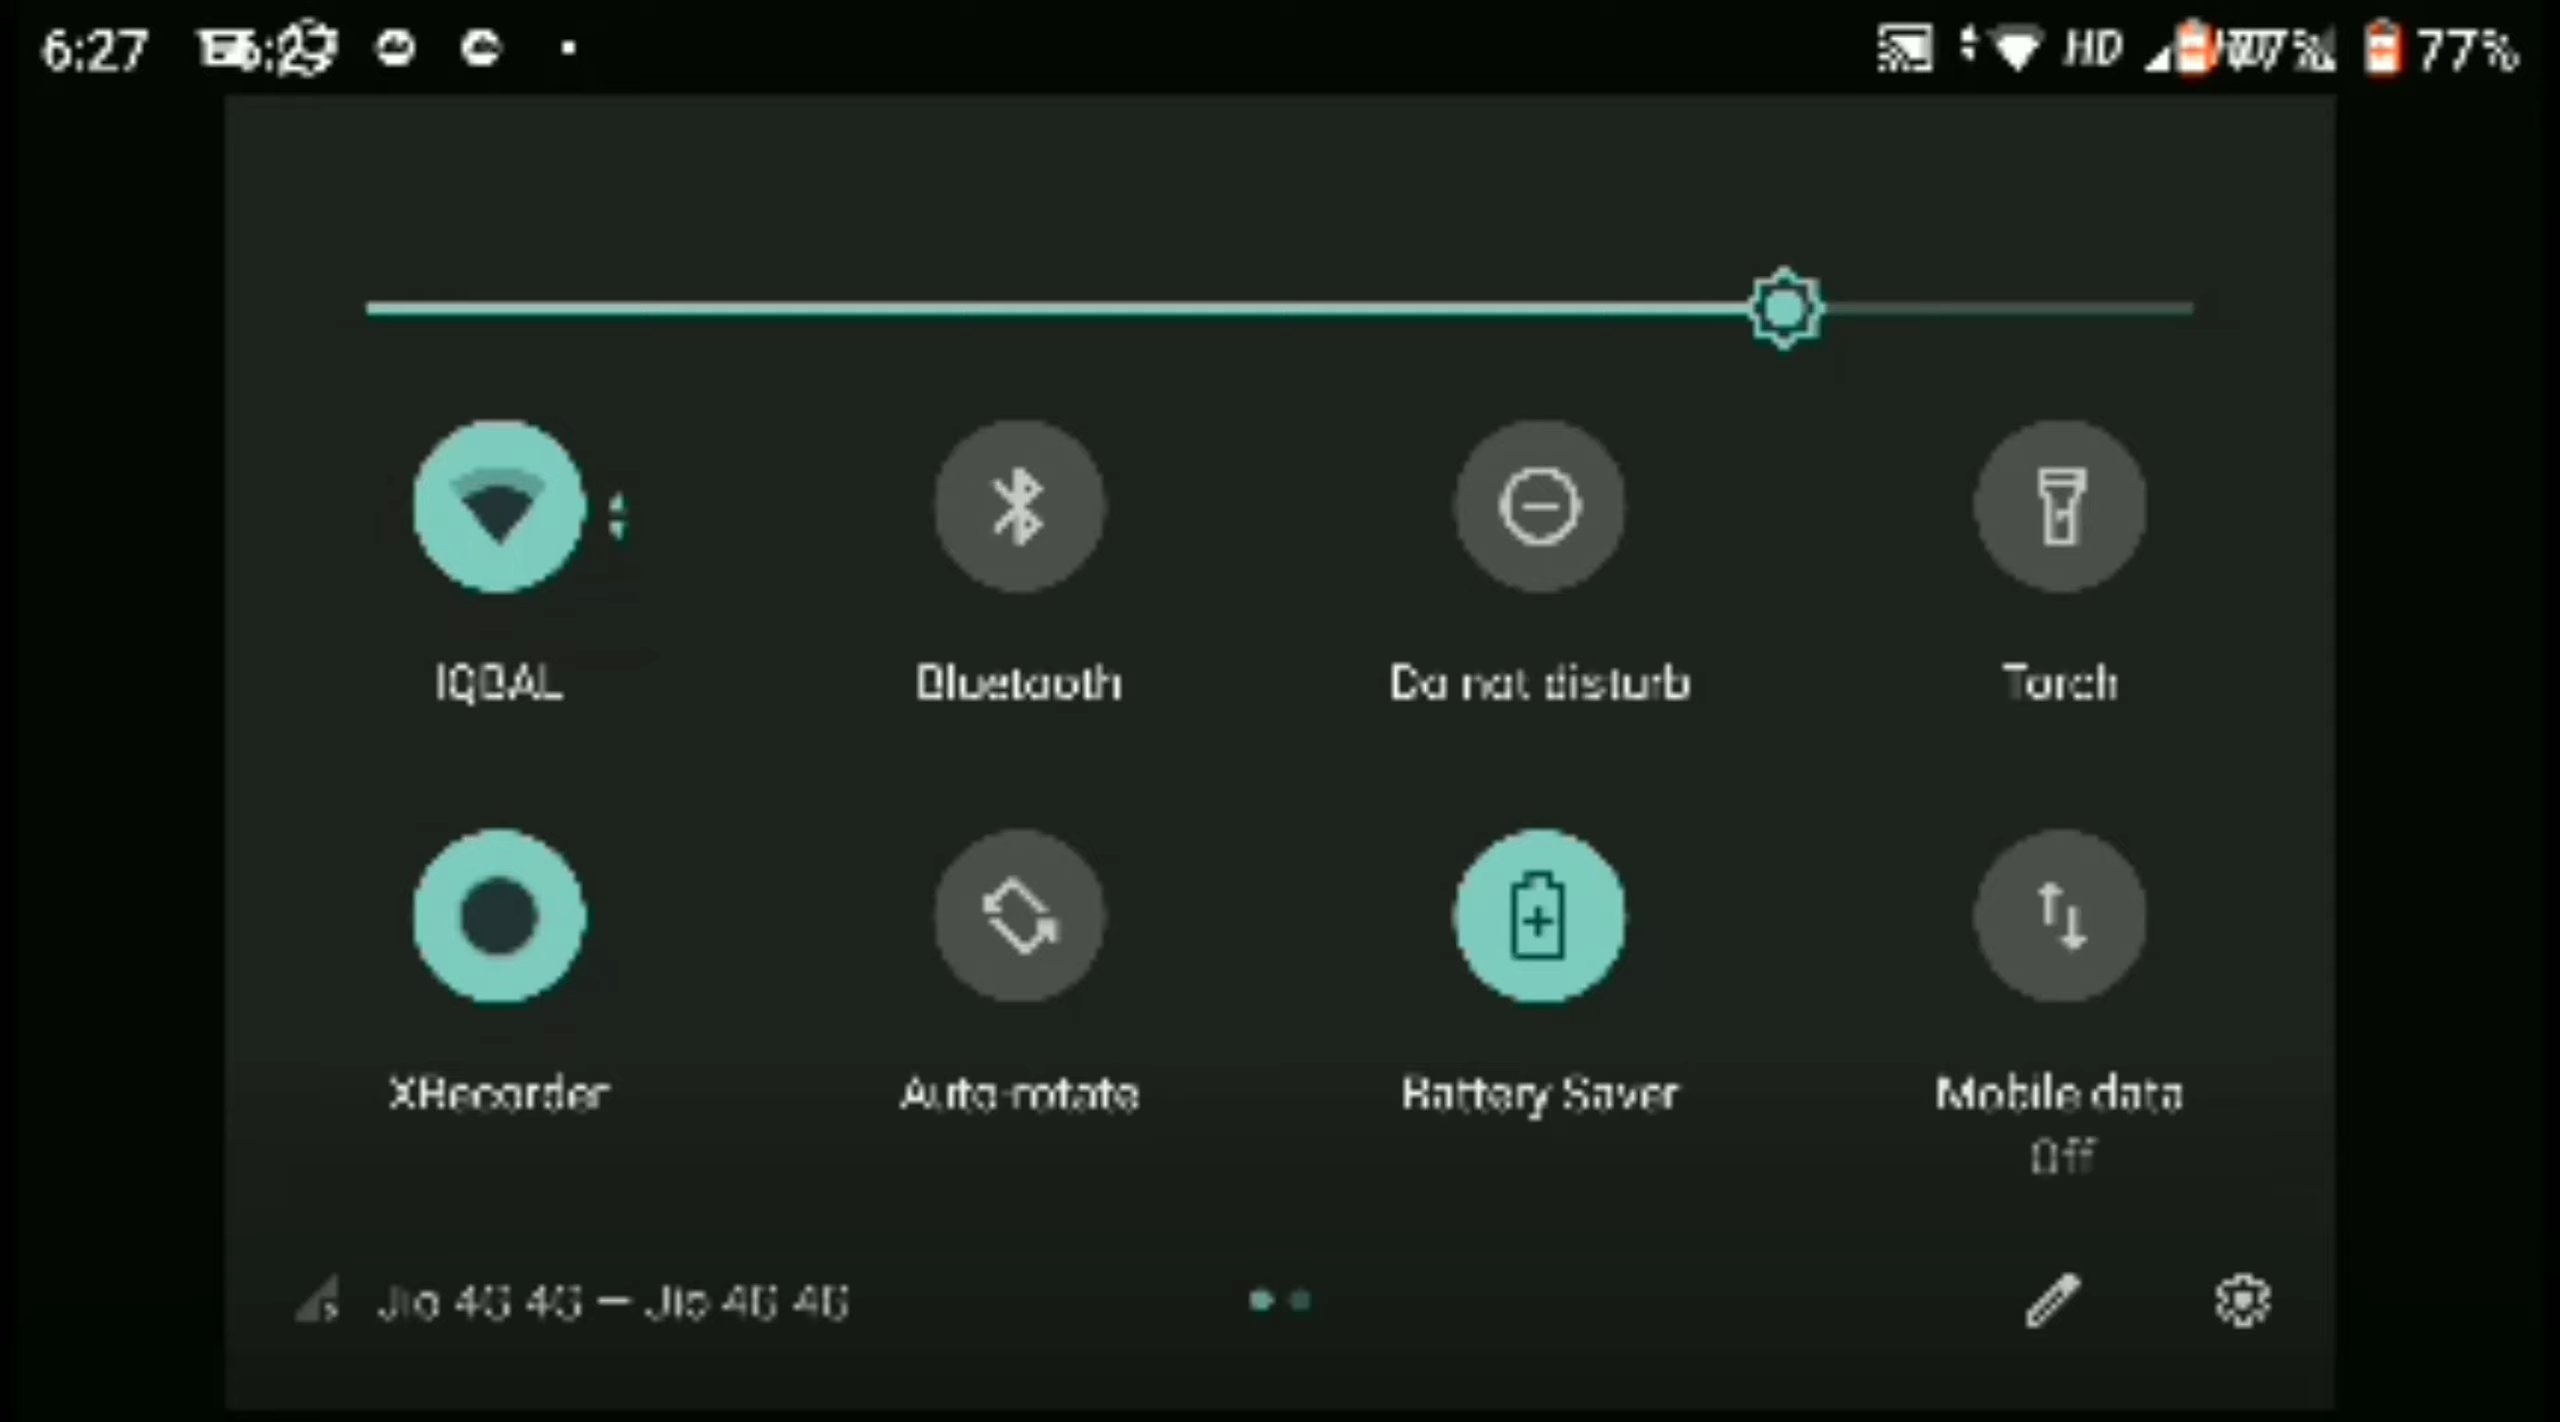 6:27 HD 77%
IQBAL Bluetooth Do not disturb Torch
XRecorder Auto-rotate Battery Saver Mobile data
Off
Jio 4G 4G — Jio 4G 4G